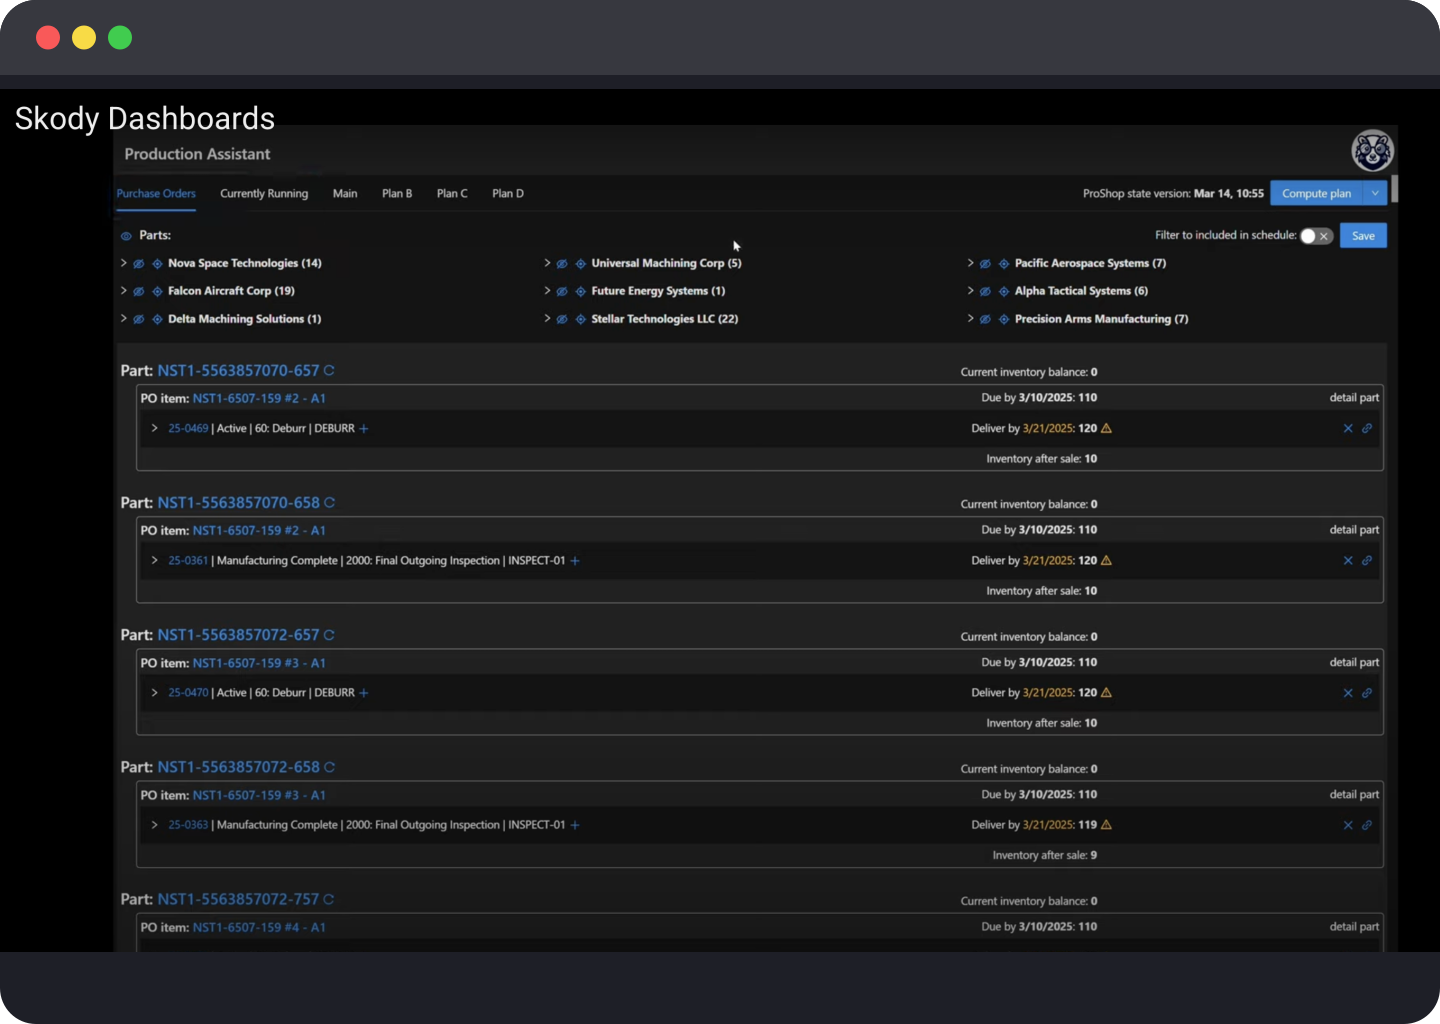 Skody Dashboards
Production Assistant
Purchase Orders Currently Running Main Plan B Plan C Plan D ProShop state version: Mar 14, 10:55 Compute plan
Parts: Filter to included in schedule: Save
Nova Space Technologies (14) Universal Machining Corp (5) Pacific Aerospace Systems (7)
Falcon Aircraft Corp (19) Future Energy Systems (1) Alpha Tactical Systems (6)
Delta Machining Solutions (1) Stellar Technologies LLC (22) Precision Arms Manufacturing (7)
Part: NST1-5563857070-657 Current inventory balance: 0
PO item: NST1-6507-159 #2 - A1 Due by 3/10/2025: 110 detail part
25-0469 | Active | 60: Deburr | DEBURR + Deliver by 3/21/2025: 120
Inventory after sale: 10
Part: NST1-5563857070-658 Current inventory balance: 0
PO item: NST1-6507-159 #2 - A1 Due by 3/10/2025: 110 detail part
25-0361 | Manufacturing Complete | 2000: Final Outgoing Inspection | INSPECT-01 + Deliver by 3/21/2025: 120
Inventory after sale: 10
Part: NST1-5563857072-657 Current inventory balance: 0
PO item: NST1-6507-159 #3 - A1 Due by 3/10/2025: 110 detail part
25-0470 | Active | 60: Deburr | DEBURR + Deliver by 3/21/2025: 120
Inventory after sale: 10
Part: NST1-5563857072-658 Current inventory balance: 0
PO item: NST1-6507-159 #3 - A1 Due by 3/10/2025: 110 detail part
25-0363 | Manufacturing Complete | 2000: Final Outgoing Inspection | INSPECT-01 + Deliver by 3/21/2025: 119
Inventory after sale: 9
Part: NST1-5563857072-757 Current inventory balance: 0
PO item: NST1-6507-159 #4 - A1 Due by 3/10/2025: 110 detail part